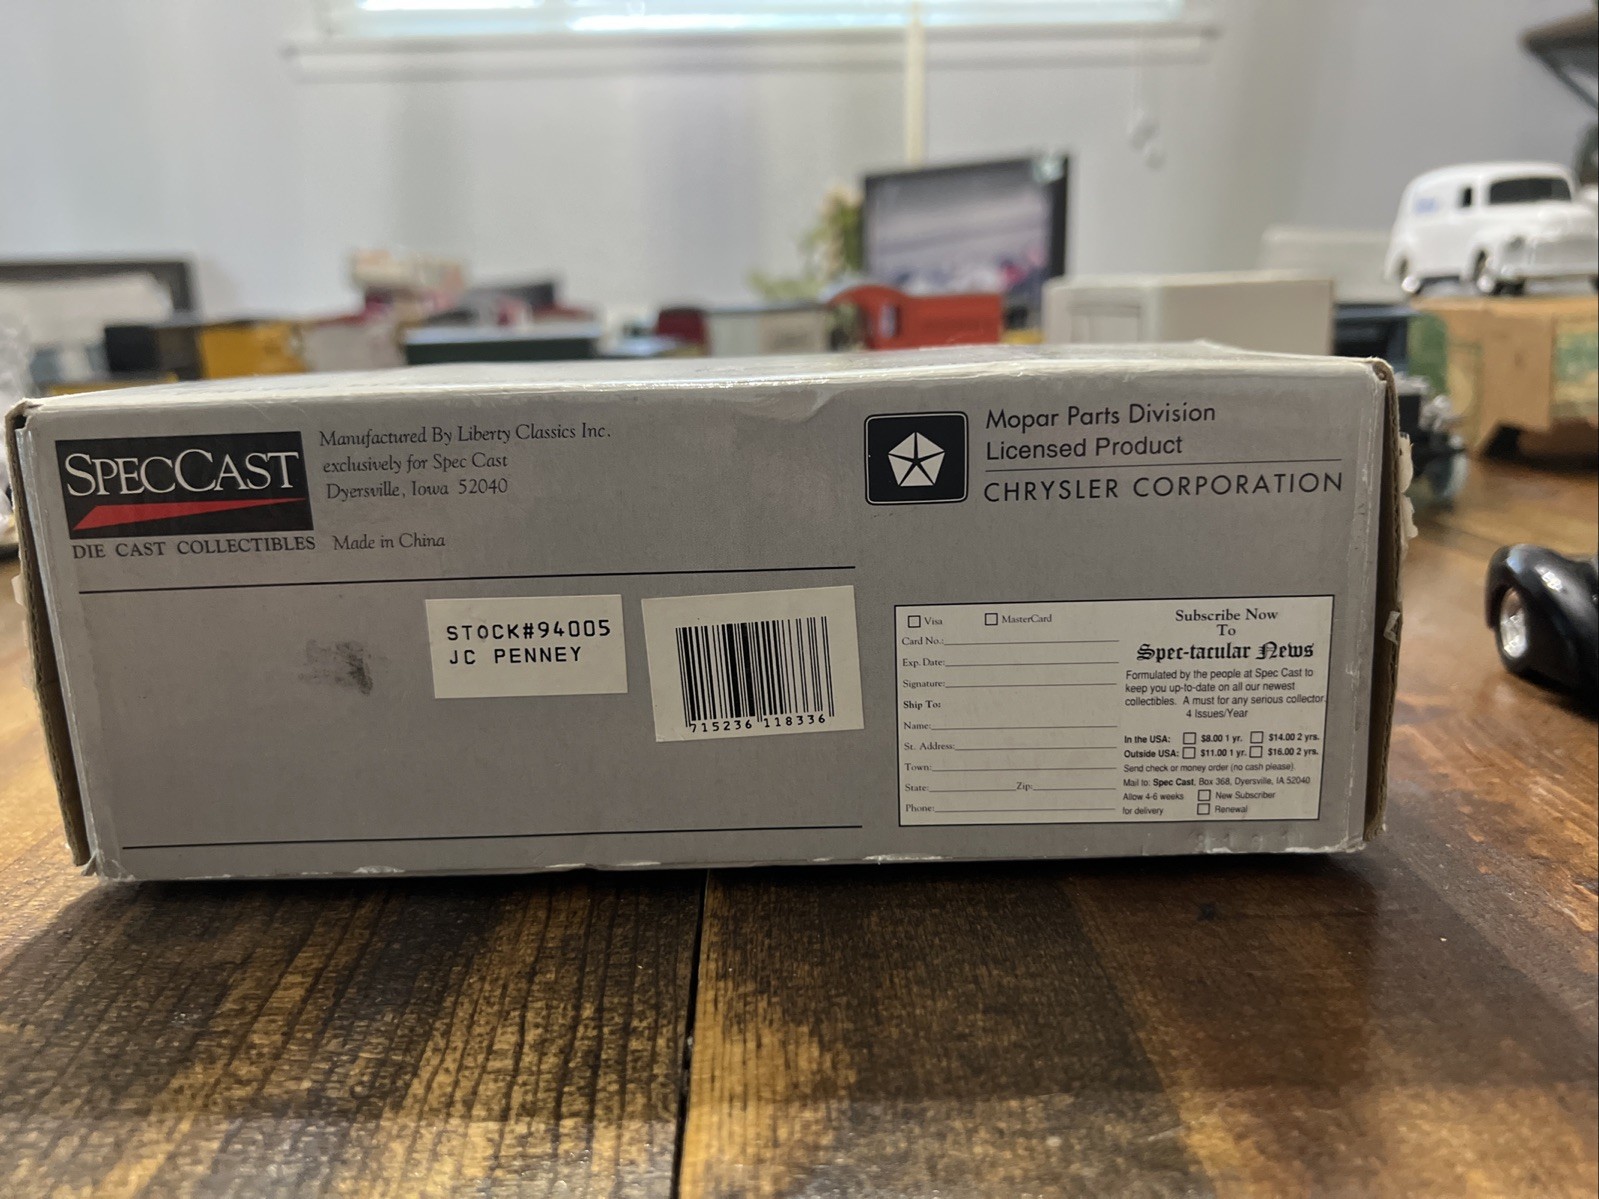 SPECCAST
DIE CAST COLLECTIBLES
Manufactured By Liberty Classics Inc.
exclusively for Spec Cast
Dyersville, Iowa 52040
Made in China
Mopar Parts Division
Licensed Product
CHRYSLER CORPORATION
STOCK#94005
JC PENNEY
715236 118336
Visa MasterCard
Card No.:
Exp. Date:
Signature:
Ship To:
Name:
St. Address:
Town:
State: Zip:
Phone:
Subscribe Now
To
Spec-tacular News
Formulated by the people at Spec Cast to
keep you up-to-date on all our newest
collectibles. A must for any serious collector.
4 Issues/Year
In the USA: $8.00 1 yr. $14.00 2 yrs.
Outside USA: $11.00 1 yr. $16.00 2 yrs.
Send check or money order (no cash please).
Mail to: Spec Cast, Box 368, Dyersville, IA 52040
Allow 4-6 weeks New Subscriber
for delivery Renewal